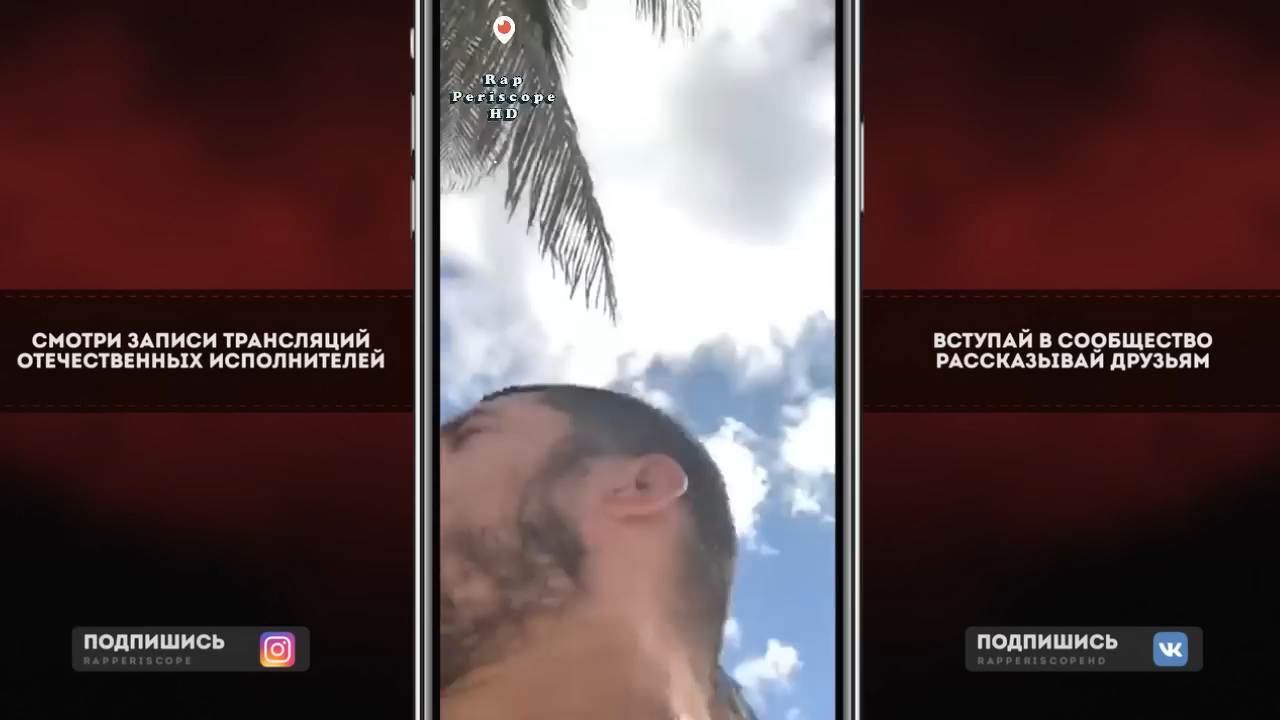 Rap
Periscope
HD
СМОТРИ ЗАПИСИ ТРАНСЛЯЦИЙ
ОТЕЧЕСТВЕННЫХ ИСПОЛНИТЕЛЕЙ
ВСТУПАЙ В СООБЩЕСТВО
РАССКАЗЫВАЙ ДРУЗЬЯМ
ПОДПИШИСЬ
RAPPERISCOPE
ПОДПИШИСЬ
RAPPERISCOPEHD